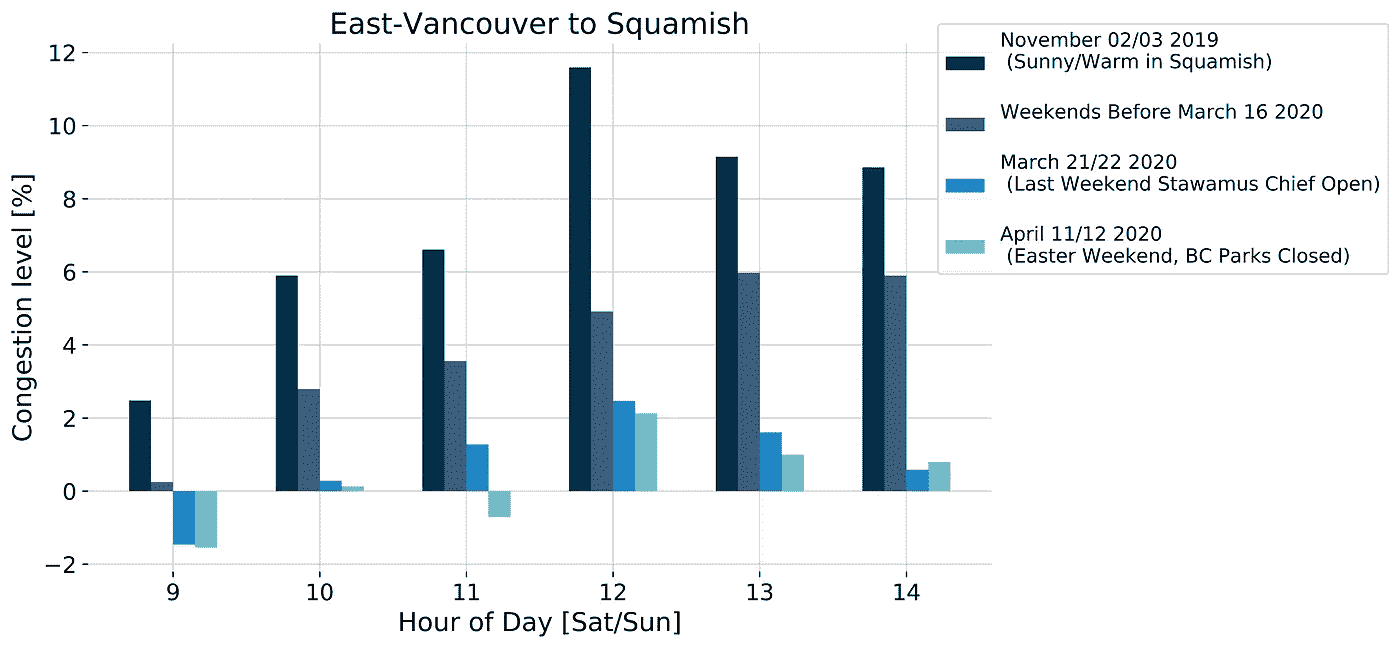 East-Vancouver to Squamish
12
10
8
6
4
2
0
−2
Congestion level [%]
9 10 11 12 13 14
Hour of Day [Sat/Sun]
November 02/03 2019
(Sunny/Warm in Squamish)
Weekends Before March 16 2020
March 21/22 2020
(Last Weekend Stawamus Chief Open)
April 11/12 2020
(Easter Weekend, BC Parks Closed)